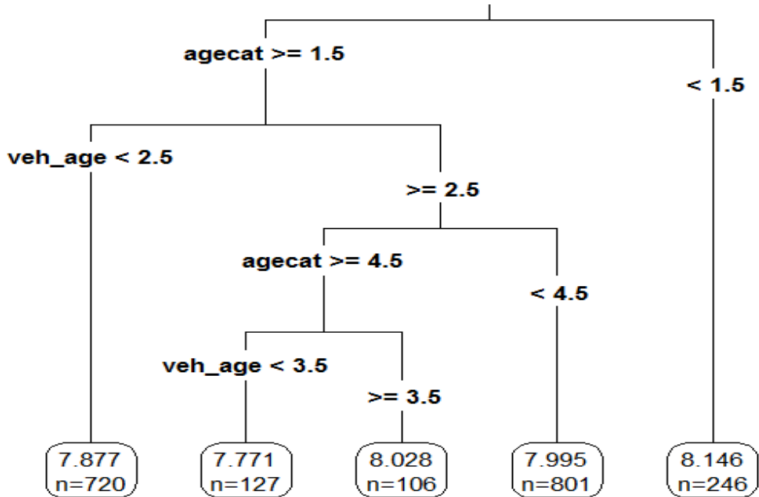 agecat >= 1.5
< 1.5
veh_age < 2.5
>= 2.5
agecat >= 4.5
< 4.5
veh_age < 3.5
>= 3.5
7.877
n=720
7.771
n=127
8.028
n=106
7.995
n=801
8.146
n=246